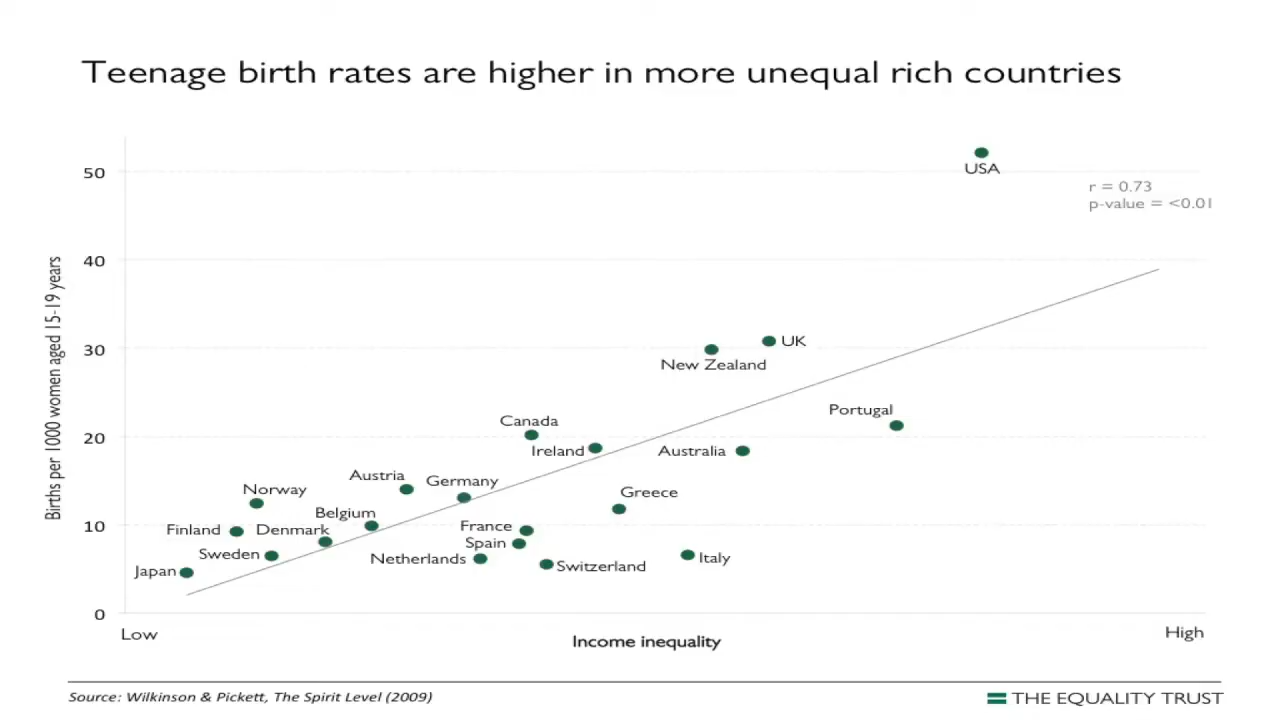 Teenage birth rates are higher in more unequal rich countries
Births per 1000 women aged 15-19 years
50
40
30
20
10
0
USA
r = 0.73
p-value = <0.01
UK
New Zealand
Portugal
Canada
Ireland
Australia
Austria
Germany
Greece
Norway
Belgium
Finland
Denmark
France
Spain
Sweden
Netherlands
Switzerland
Italy
Japan
Low
High
Income inequality
Source: Wilkinson & Pickett, The Spirit Level (2009)
THE EQUALITY TRUST